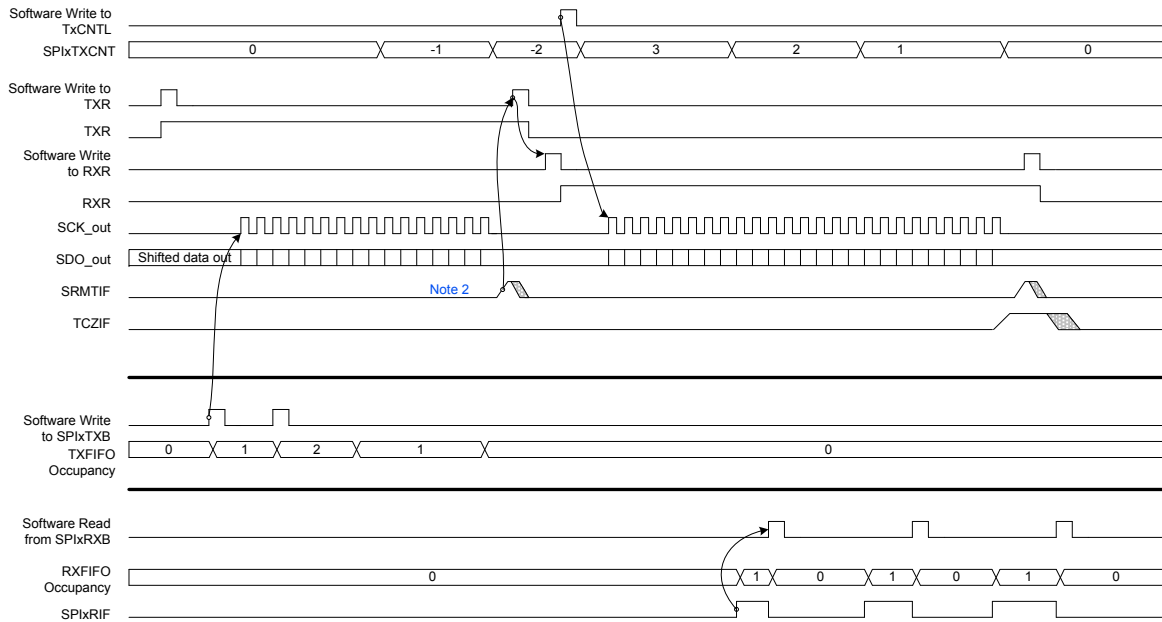 Software Write to
TxCNTL
SPIxTXCNT 0 -1 -2 3 2 1 0
Software Write to
TXR
TXR
Software Write
to RXR
RXR
SCK_out
SDO_out Shifted data out
SRMTIF Note 2
TCZIF
Software Write
to SPIxTXB
TXFIFO 0 1 2 1 0
Occupancy
Software Read
from SPIxRXB
RXFIFO 0 1 0 1 0 1 0
Occupancy
SPIxRIF